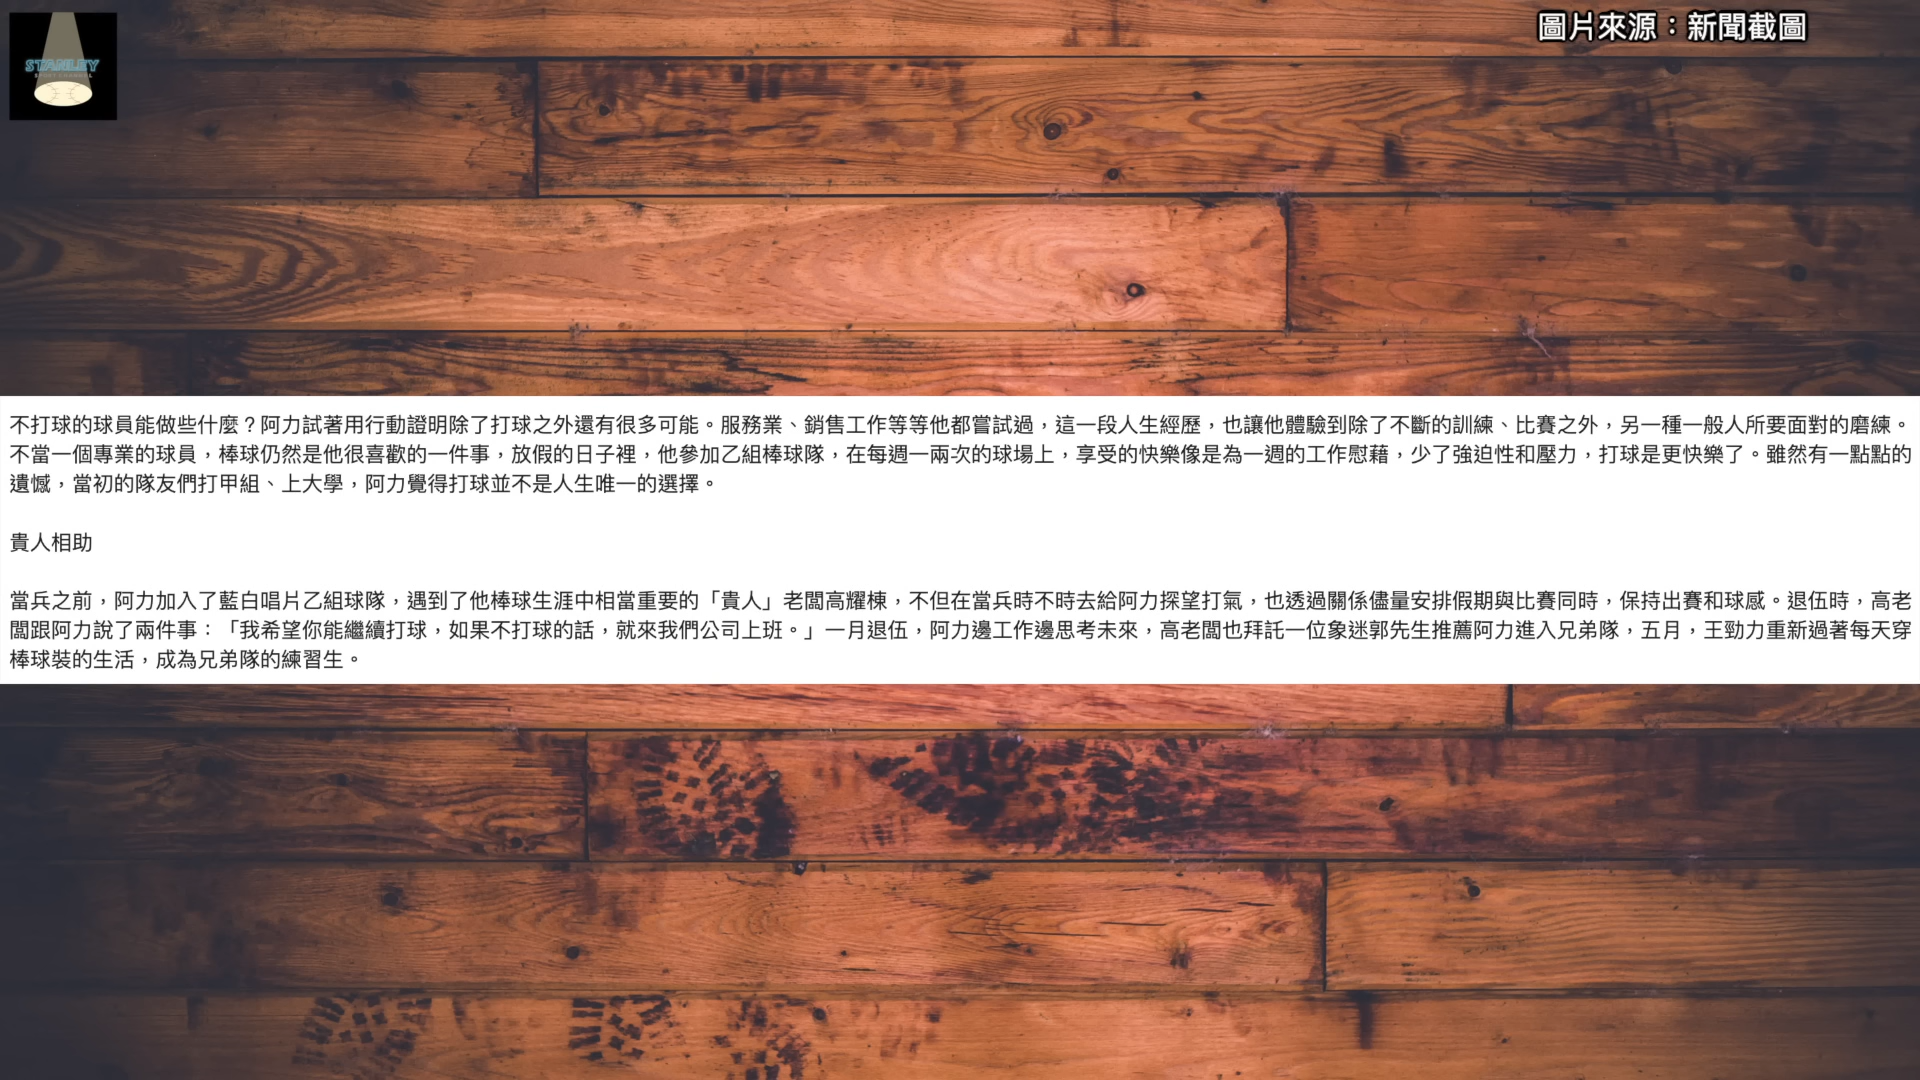 圖片來源：新聞截圖
STANLEY
不打球的球員能做些什麼？阿力試著用行動證明除了打球之外還有很多可能。服務業、銷售工作等等他都嘗試過，這一段人生經歷，也讓他體驗到除了不斷的訓練、比賽之外，另一種一般人所要面對的磨練。
不當一個專業的球員，棒球仍然是他很喜歡的一件事，放假的日子裡，他參加乙組棒球隊，在每週一兩次的球場上，享受的快樂像是為一週的工作慰藉，少了強迫性和壓力，打球是更快樂了。雖然有一點點的
遺憾，當初的隊友們打甲組、上大學，阿力覺得打球並不是人生唯一的選擇。
貴人相助
當兵之前，阿力加入了藍白唱片乙組球隊，遇到了他棒球生涯中相當重要的「貴人」老闆高耀棟，不但在當兵時不時去給阿力探望打氣，也透過關係儘量安排假期與比賽同時，保持出賽和球感。退伍時，高老
闆跟阿力說了兩件事：「我希望你能繼續打球，如果不打球的話，就來我們公司上班。」一月退伍，阿力邊工作邊思考未來，高老闆也拜託一位象迷郭先生推薦阿力進入兄弟隊，五月，王勁力重新過著每天穿
棒球裝的生活，成為兄弟隊的練習生。